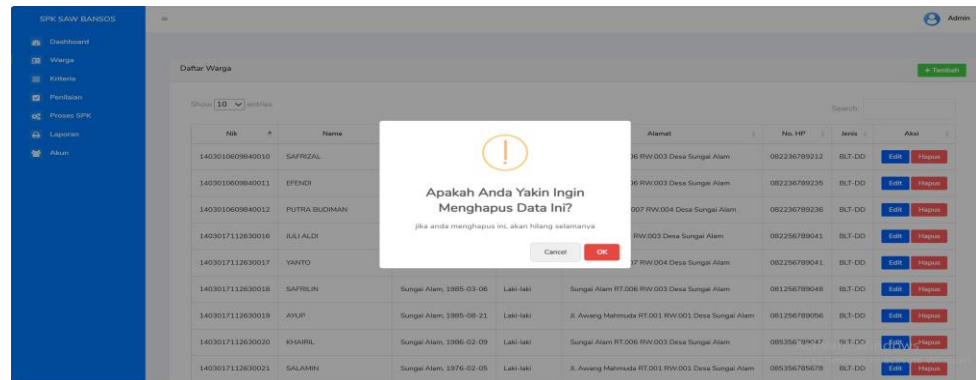 SPK SAW BANSOS
Admin
Dashboard
Warga
Kriteria
Penilaian
Proses SPK
Laporan
Akun
Daftar Warga
+ Tambah
Show 10 entries
Search:
Nik Nama Alamat No. HP Jenis Aksi
1403010609840010 SAFRIZAL RW.003 Desa Sungai Alam 082236789212 BLT-DD Edit Hapus
1403010609840011 EFENDI RW.003 Desa Sungai Alam 082236789235 BLT-DD Edit Hapus
1403010609840012 PUTRA BUDIMAN RW.004 Desa Sungai Alam 082236789236 BLT-DD Edit Hapus
1403017112630016 JULI ALDI RW.003 Desa Sungai Alam 082256789041 BLT-DD Edit Hapus
1403017112630017 YANTO RW.004 Desa Sungai Alam 082256789041 BLT-DD Edit Hapus
1403017112630018 SAFRILIN Sungai Alam, 1985-03-06 Laki-laki Sungai Alam RT.006 RW.003 Desa Sungai Alam 081256789048 BLT-DD Edit Hapus
1403017112630019 AYUP Sungai Alam, 1985-08-21 Laki-laki Jl. Awang Mahmuda RT.001 RW.001 Desa Sungai Alam 081256789056 BLT-DD Edit Hapus
1403017112630020 KHAIRIL Sungai Alam, 1986-02-09 Laki-laki Sungai Alam RT.006 RW.003 Desa Sungai Alam BLT-DD Edit Hapus
1403017112630021 SALAMIN Sungai Alam, 1976-02-05 Laki-laki Jl. Awang Mahmuda RT.001 RW.001 Desa Sungai Alam 085356785678 BLT-DD Edit Hapus
Apakah Anda Yakin Ingin
Menghapus Data Ini?
jika anda menghapus ini, akan hilang selamanya
Cancel OK